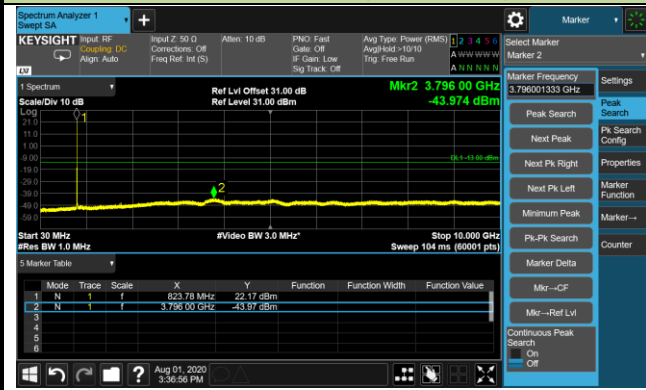 Spectrum Analyzer 1
Swept SA
Marker
KEYSIGHT
Input: RF
Coupling: DC
Align: Auto
Input Z: 50 Ω
Corrections: Off
Freq Ref: Int (S)
Atten: 10 dB
PNO: Fast
Gate: Off
IF Gain: Low
Sig Track: Off
Avg Type: Power (RMS)
Avg|Hold:>10/10
Trig: Free Run
1 2 3 4 5 6
A W W W W W
A N N N N N
LXI
Select Marker
Marker 2
1 Spectrum
Scale/Div 10 dB
Log
Ref Lvl Offset 31.00 dB
Ref Level 31.00 dBm
Mkr2 3.796 00 GHz
-43.974 dBm
21.0
11.0
1.00
-9.00
-19.0
-29.0
-39.0
-49.0
-59.0
1
2
Start 30 MHz
#Res BW 1.0 MHz
#Video BW 3.0 MHz*
Stop 10.000 GHz
Sweep 104 ms (60001 pts)
5 Marker Table
Mode Trace Scale X Y Function Function Width Function Value
1 N 1 f 823.78 MHz 22.17 dBm
2 N 1 f 3.796 00 GHz -43.97 dBm
3
4
5
6
Marker Frequency
3.796001333 GHz
Peak Search
Next Peak
Next Pk Right
Next Pk Left
Minimum Peak
Pk-Pk Search
Marker Delta
Mkr→CF
Mkr→Ref Lvl
Continuous Peak
Search
On
Off
Settings
Peak
Search
Pk Search
Config
Properties
Marker
Function
Marker→
Counter
Aug 01, 2020
3:36:56 PM